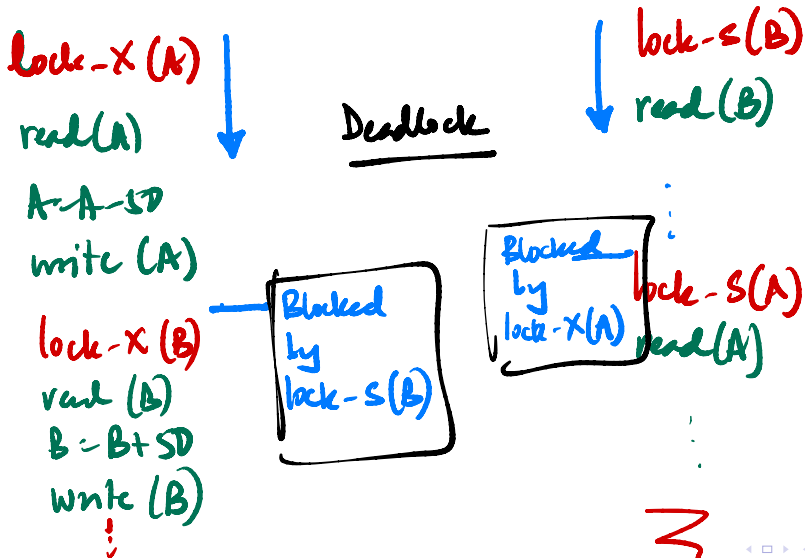 lock-X(A)
read(A)
A=A-50
write(A)
lock-X(B)
read(B)
B=B+50
write(B)
Deadlock
Blocked
by
lock-S(B)
Blocked
by
lock-X(A)
lock-S(B)
read(B)
lock-S(A)
read(A)